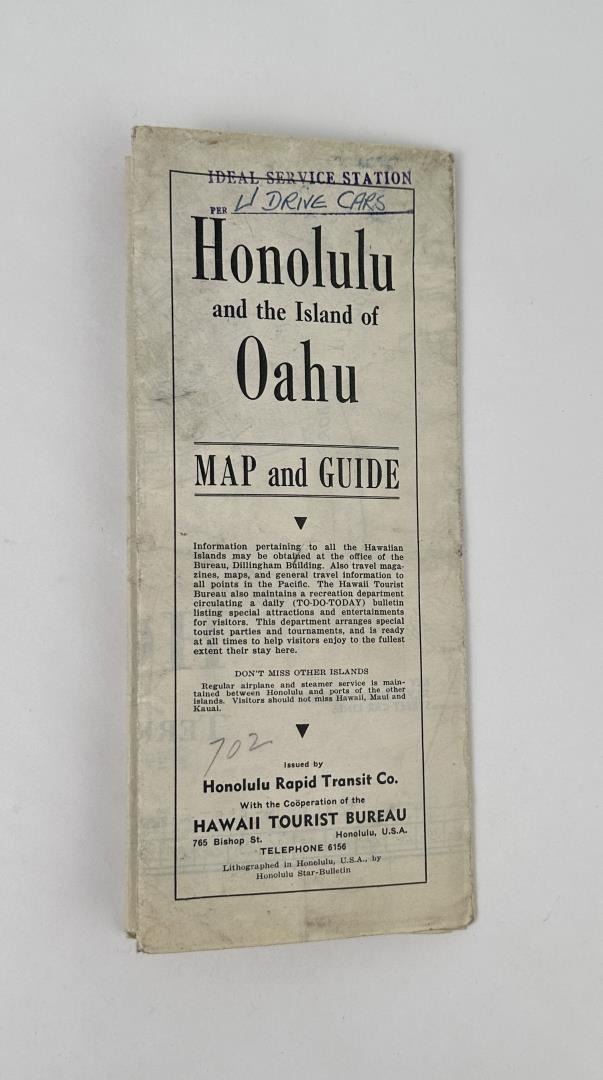 IDEAL SERVICE STATION
PER U DRIVE CARS
Honolulu
and the Island of
Oahu
MAP and GUIDE
Information pertaining to all the Hawaiian
Islands may be obtained at the office of the
Bureau, Dillingham Building. Also travel maga-
zines, maps, and general travel information to
all points in the Pacific. The Hawaii Tourist
Bureau also maintains a recreation department
circulating a daily (TO-DO-TODAY) bulletin
listing special attractions and entertainments
for visitors. This department arranges special
tourist parties and tournaments, and is ready
at all times to help visitors enjoy to the fullest
extent their stay here.
DON'T MISS OTHER ISLANDS
Regular airplane and steamer service is main-
tained between Honolulu and ports of the other
islands. Visitors should not miss Hawaii, Maui and
Kauai.
702
Issued by
Honolulu Rapid Transit Co.
With the Coöperation of the
HAWAII TOURIST BUREAU
765 Bishop St. Honolulu, U.S.A.
TELEPHONE 6156
Lithographed in Honolulu, U.S.A., by
Honolulu Star-Bulletin